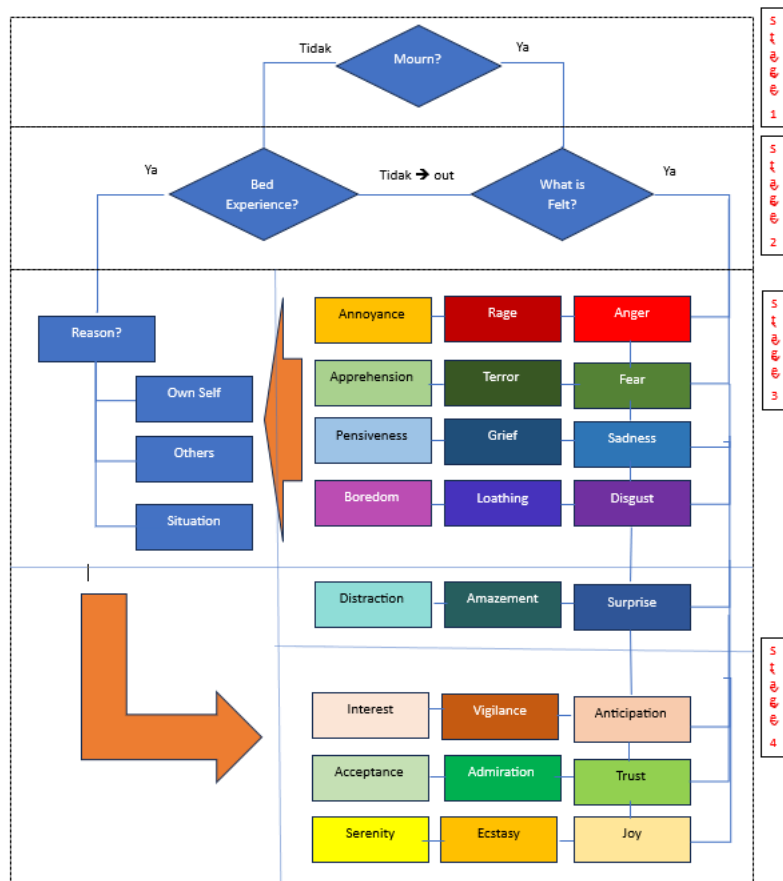 Tidak
Mourn?
Ya
Stage 1
Ya
Bed
Experience?
Tidak ➔ out
What is
Felt?
Ya
Stage 2
Reason?
Own Self
Others
Situation
Annoyance
Rage
Anger
Apprehension
Terror
Fear
Pensiveness
Grief
Sadness
Boredom
Loathing
Disgust
Stage 3
Distraction
Amazement
Surprise
Interest
Vigilance
Anticipation
Acceptance
Admiration
Trust
Serenity
Ecstasy
Joy
Stage 4